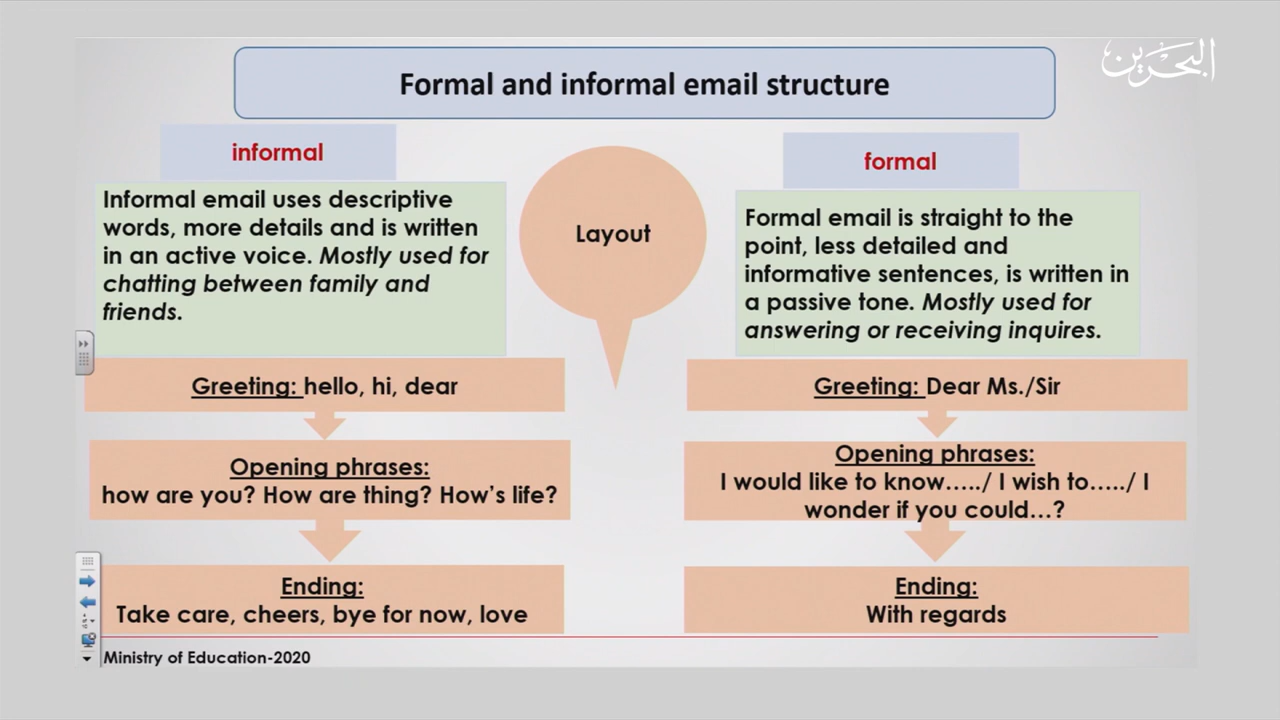 Formal and informal email structure
البحرين
informal
Informal email uses descriptive
words, more details and is written
in an active voice. Mostly used for
chatting between family and
friends.
Greeting: hello, hi, dear
Opening phrases:
how are you? How are thing? How's life?
Ending:
Take care, cheers, bye for now, love
Layout
formal
Formal email is straight to the
point, less detailed and
informative sentences, is written in
a passive tone. Mostly used for
answering or receiving inquires.
Greeting: Dear Ms./Sir
Opening phrases:
I would like to know…../ I wish to…../ I
wonder if you could…?
Ending:
With regards
Ministry of Education-2020